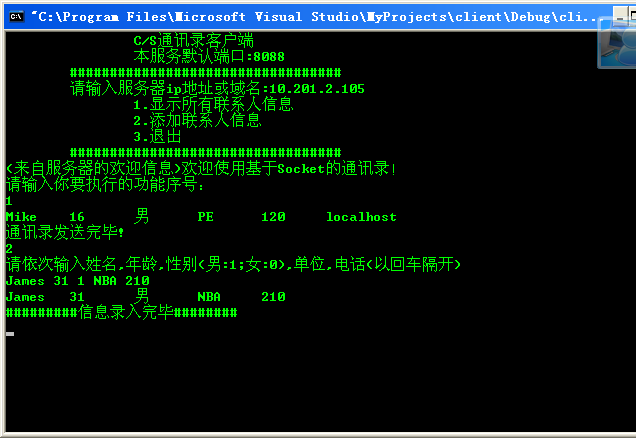 "C:\Program Files\Microsoft Visual Studio\MyProjects\client\Debug\cli...
C/S通讯录客户端
本服务默认端口:8088
##################################
请输入服务器ip地址或域名:10.201.2.105
1.显示所有联系人信息
2.添加联系人信息
3.退出
##################################
(来自服务器的欢迎信息)欢迎使用基于Socket的通讯录!
请输入你要执行的功能序号:
1
Mike 16 男 PE 120 localhost
通讯录发送完毕!
2
请依次输入姓名,年龄,性别(男:1;女:0),单位,电话(以回车隔开)
James 31 1 NBA 210
James 31 男 NBA 210
#########信息录入完毕########